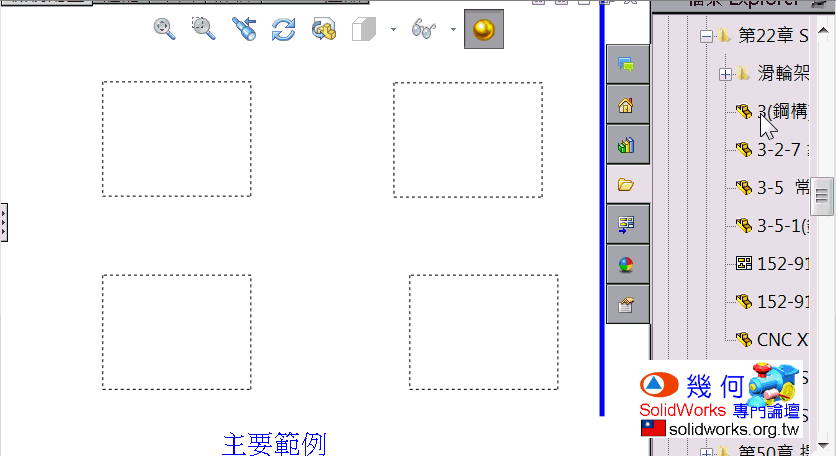 檔案 Explorer
第22章 S
滑輪架
3(鋼構
3-2-7
3-5 常
3-5-1(
152-91
152-91
CNC X
幾何
SolidWorks 專門論壇
solidworks.org.tw
S
S
第50章
主要範例